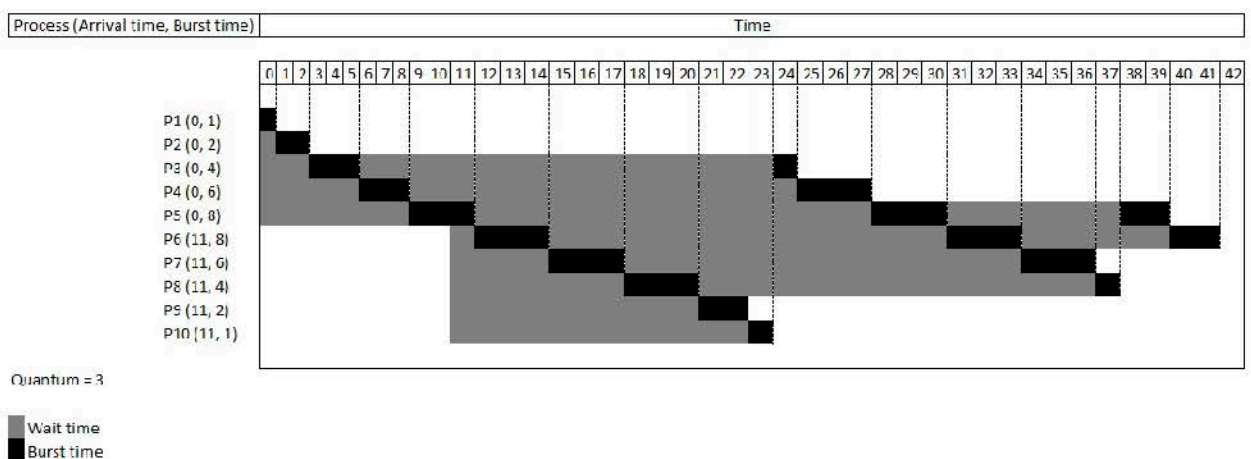 Process (Arrival time, Burst time) Time
0 1 2 3 4 5 6 7 8 9 10 11 12 13 14 15 16 17 18 19 20 21 22 23 24 25 26 27 28 29 30 31 32 33 34 35 36 37 38 39 40 41 42
P1 (0, 1)
P2 (0, 2)
P3 (0, 4)
P4 (0, 6)
P5 (0, 8)
P6 (11, 8)
P7 (11, 6)
P8 (11, 4)
P9 (11, 2)
P10 (11, 1)
Quantum = 3
Wait time
Burst time